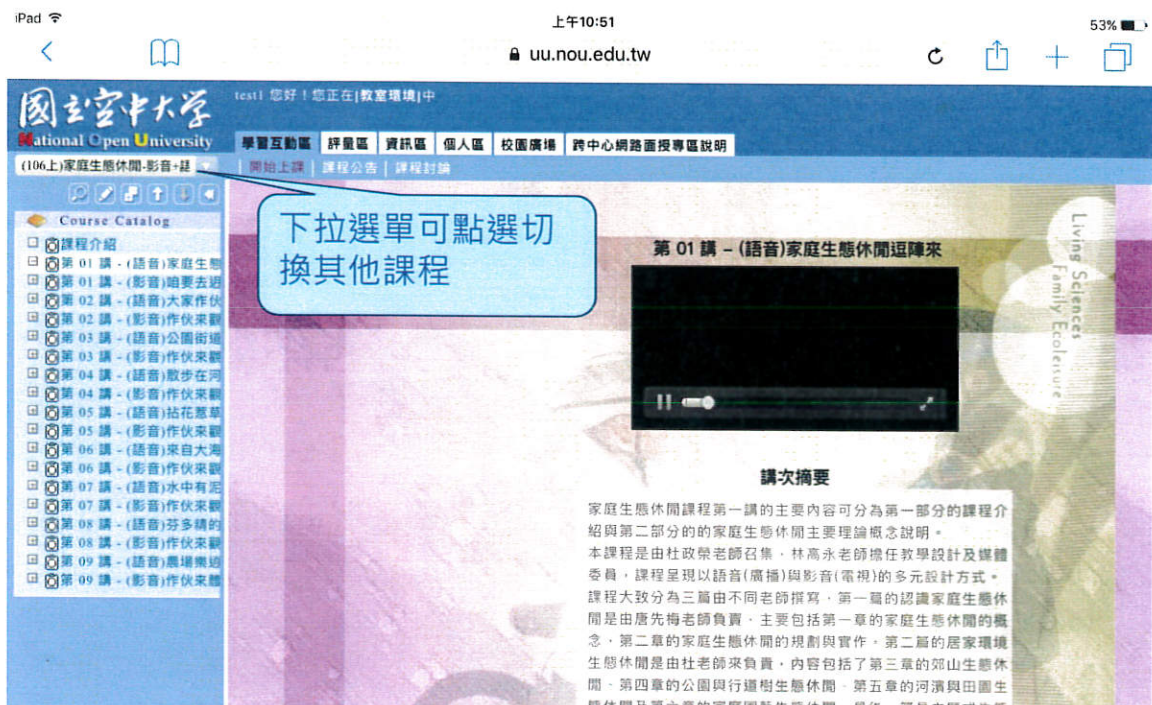 iPad
上午10:51
53%
uu.nou.edu.tw
國立空中大學
National Open University
test1 您好！您正在[教室環境]中
學習互動區 評量區 資訊區 個人區 校園廣場 跨中心網路面授專區說明
(106上)家庭生態休閒-影音+語
開始上課 | 課程公告 | 課程討論
下拉選單可點選切
換其他課程
Course Catalog
課程介紹
第 01 講 - (語音)家庭生態
第 01 講 - (影音)咱要去逗
第 02 講 - (語音)大家作伙
第 02 講 - (影音)作伙來觀
第 03 講 - (語音)公園街道
第 03 講 - (影音)作伙來觀
第 04 講 - (語音)散步在河
第 04 講 - (影音)作伙來觀
第 05 講 - (語音)拈花惹草
第 05 講 - (影音)作伙來觀
第 06 講 - (語音)來自大海
第 06 講 - (影音)作伙來觀
第 07 講 - (語音)水中有泥
第 07 講 - (影音)作伙來觀
第 08 講 - (語音)芬多精的
第 08 講 - (影音)作伙來觀
第 09 講 - (語音)農場樂逍
第 09 講 - (影音)作伙來體
第 01 講 – (語音)家庭生態休閒逗陣來
Living Sciences
Family Ecoleisure
講次摘要
家庭生態休閒課程第一講的主要內容可分為第一部分的課程介
紹與第二部分的的家庭生態休閒主要理論概念說明。
本課程是由杜政榮老師召集，林高永老師擔任教學設計及媒體
委員，課程呈現以語音(廣播)與影音(電視)的多元設計方式。
課程大致分為三篇由不同老師撰寫，第一篇的認識家庭生態休
閒是由唐先梅老師負責，主要包括第一章的家庭生態休閒的概
念，第二章的家庭生態休閒的規劃與實作。第二篇的居家環境
生態休閒是由杜老師來負責，內容包括了第三章的郊山生態休
閒，第四章的公園與行道樹生態休閒，第五章的河濱與田園生